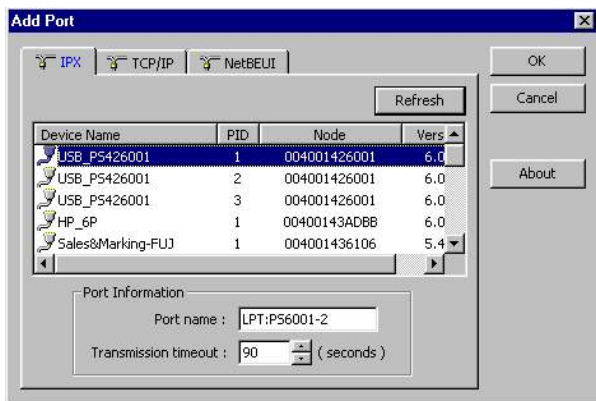 Add Port
IPX TCP/IP NetBEUI OK
Refresh Cancel
Device Name PID Node Vers
USB_PS426001 1 004001426001 6.0
USB_PS426001 2 004001426001 6.0 About
USB_PS426001 3 004001426001 6.0
HP_6P 1 00400143ADBB 6.0
Sales&Marking-FUJ 1 004001436106 5.4
Port Information
Port name : LPT:PS6001-2
Transmission timeout : 90 ( seconds )